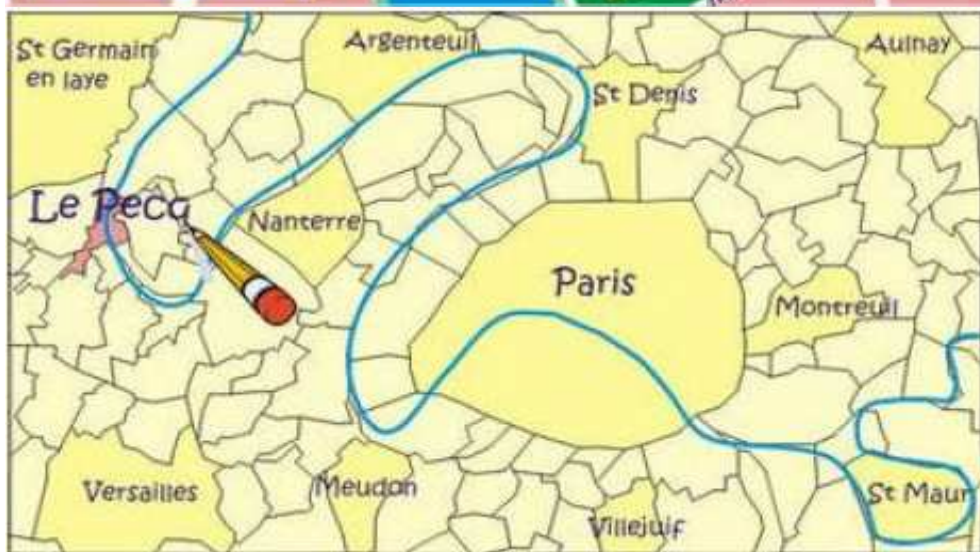 St Germain
en laye
Argenteuil
Aulnay
St Denis
Le Pecq
Nanterre
Paris
Montreuil
Versailles
Meudon
St Maur
Villejuif